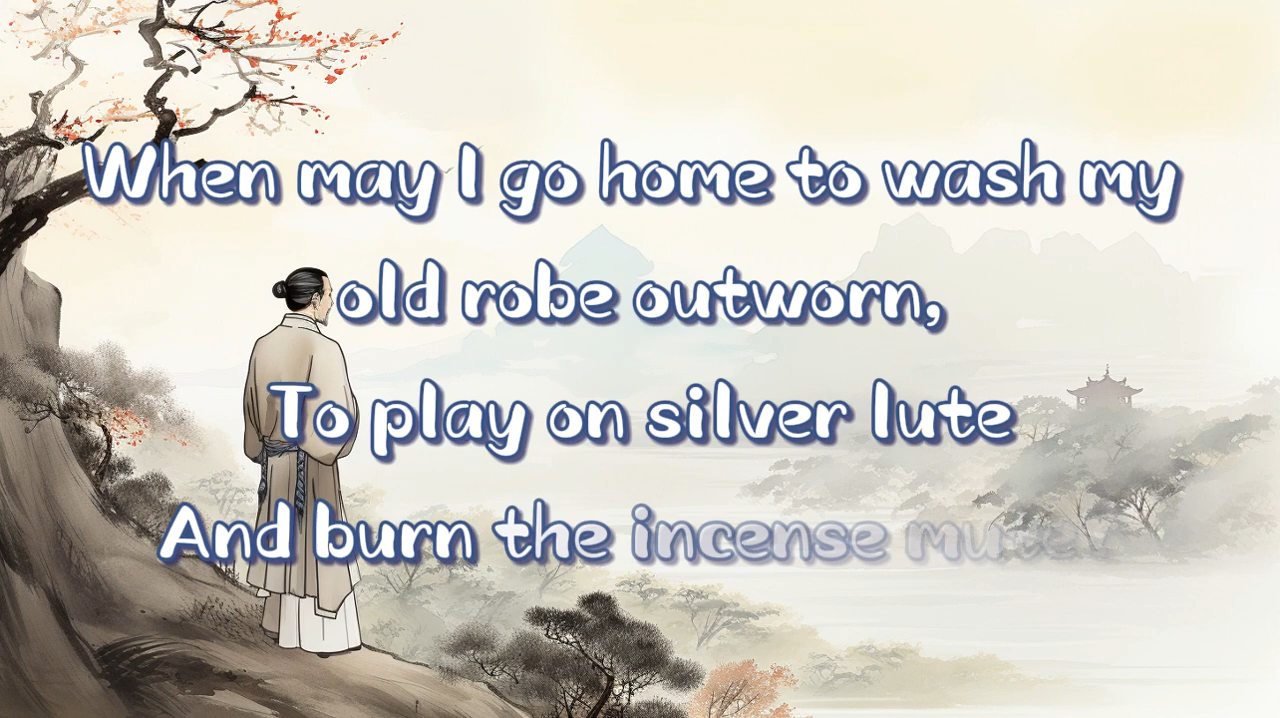 When may I go home to wash my
old robe outworn,
To play on silver lute
And burn the incense mute